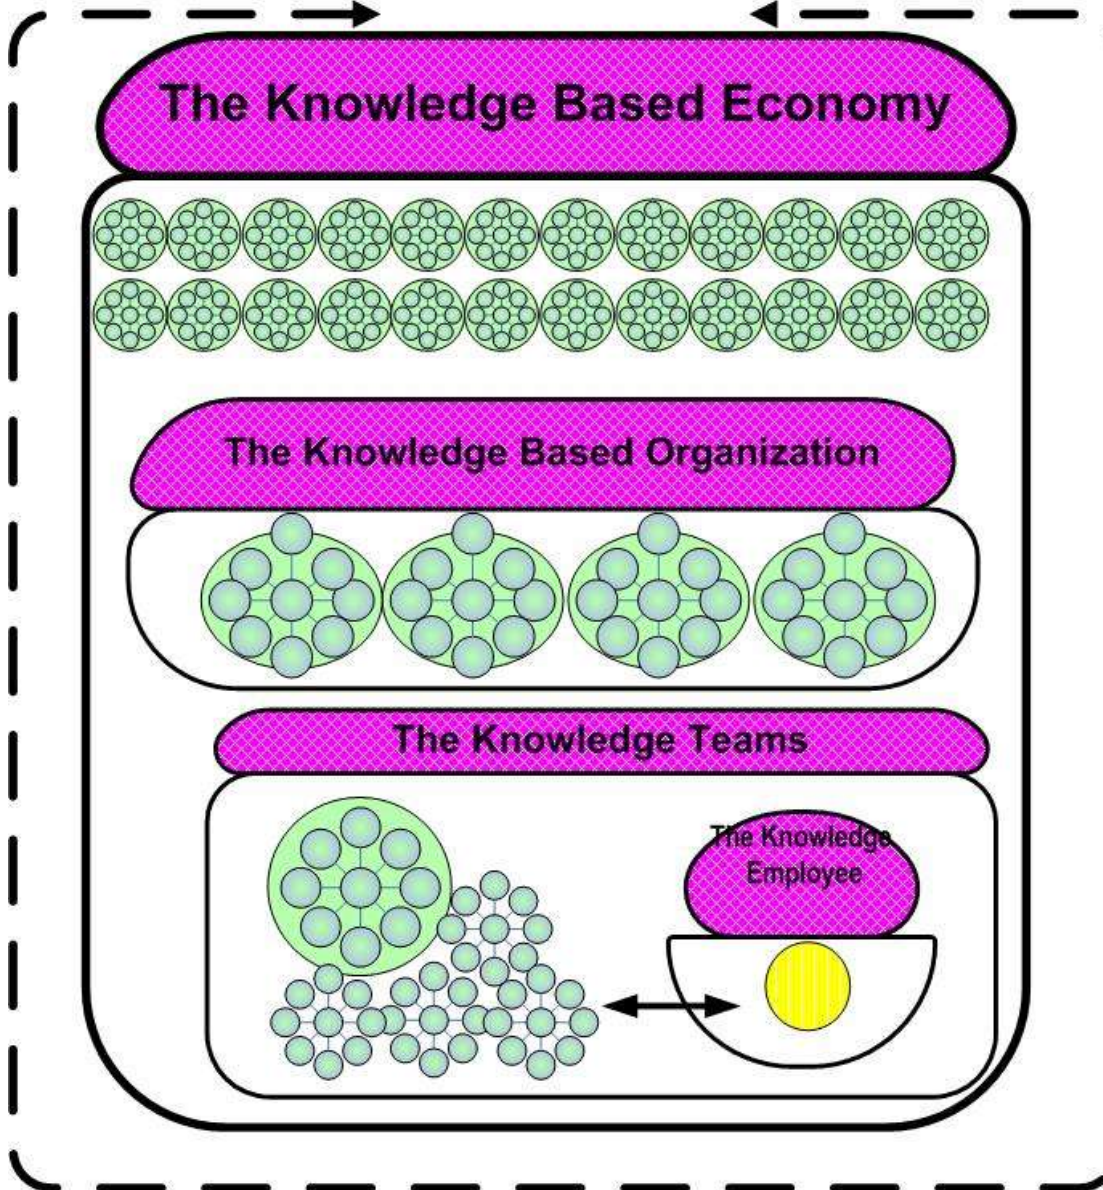 The Knowledge Based Economy
The Knowledge Based Organization
The Knowledge Teams
The Knowledge
Employee